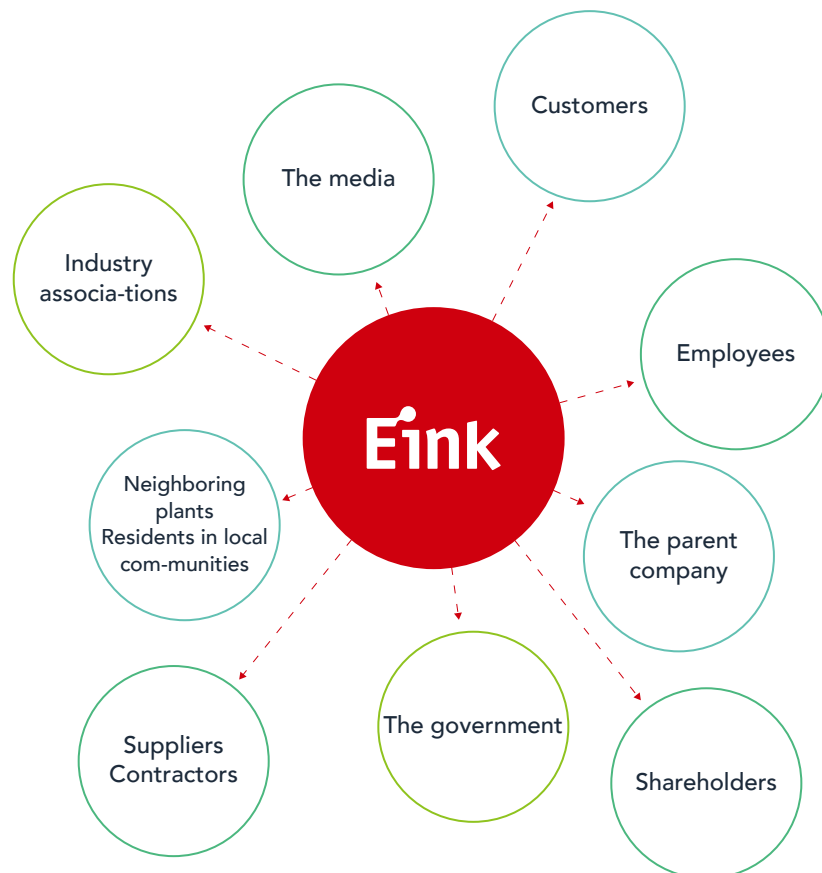 Customers
The media
Industry
associa-tions
Employees
Eink
Neighboring
plants
Residents in local
com-munities
The parent
company
Suppliers
Contractors
The government
Shareholders